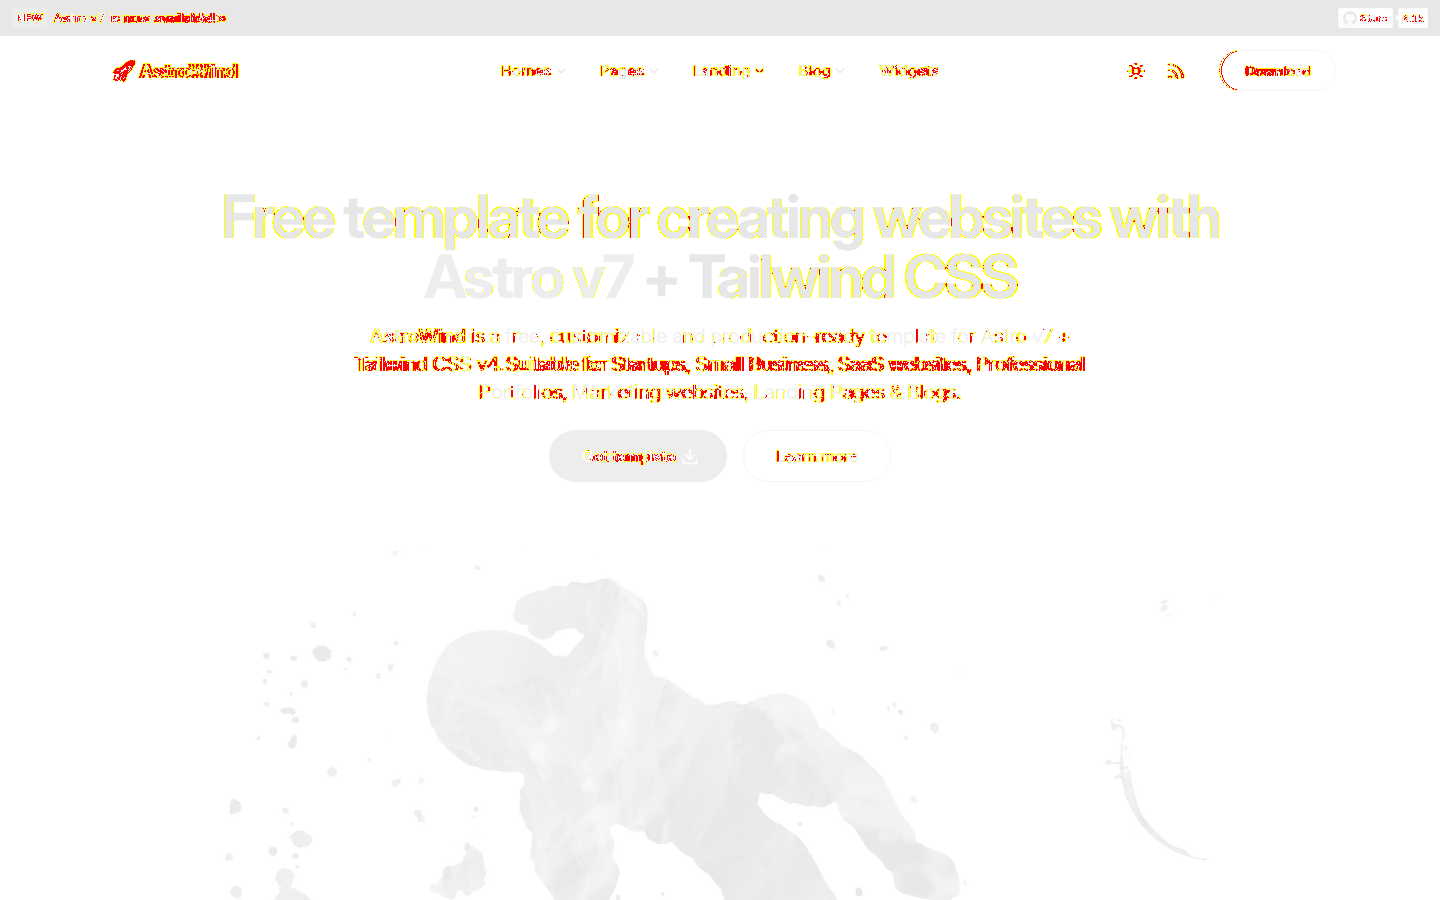 NEW Astro v7 is now available! »
Stars
AstroWind
Homes Pages Landing Blog Widgets
Download
Free template for creating websites with
Astro v7 + Tailwind CSS
AstroWind is a free, customizable and production-ready template for Astro v7 +
Tailwind CSS v4. Suitable for Startups, Small Business, SaaS websites, Professional
Portfolios, Marketing websites, Landing Pages & Blogs.
Get template
Learn more